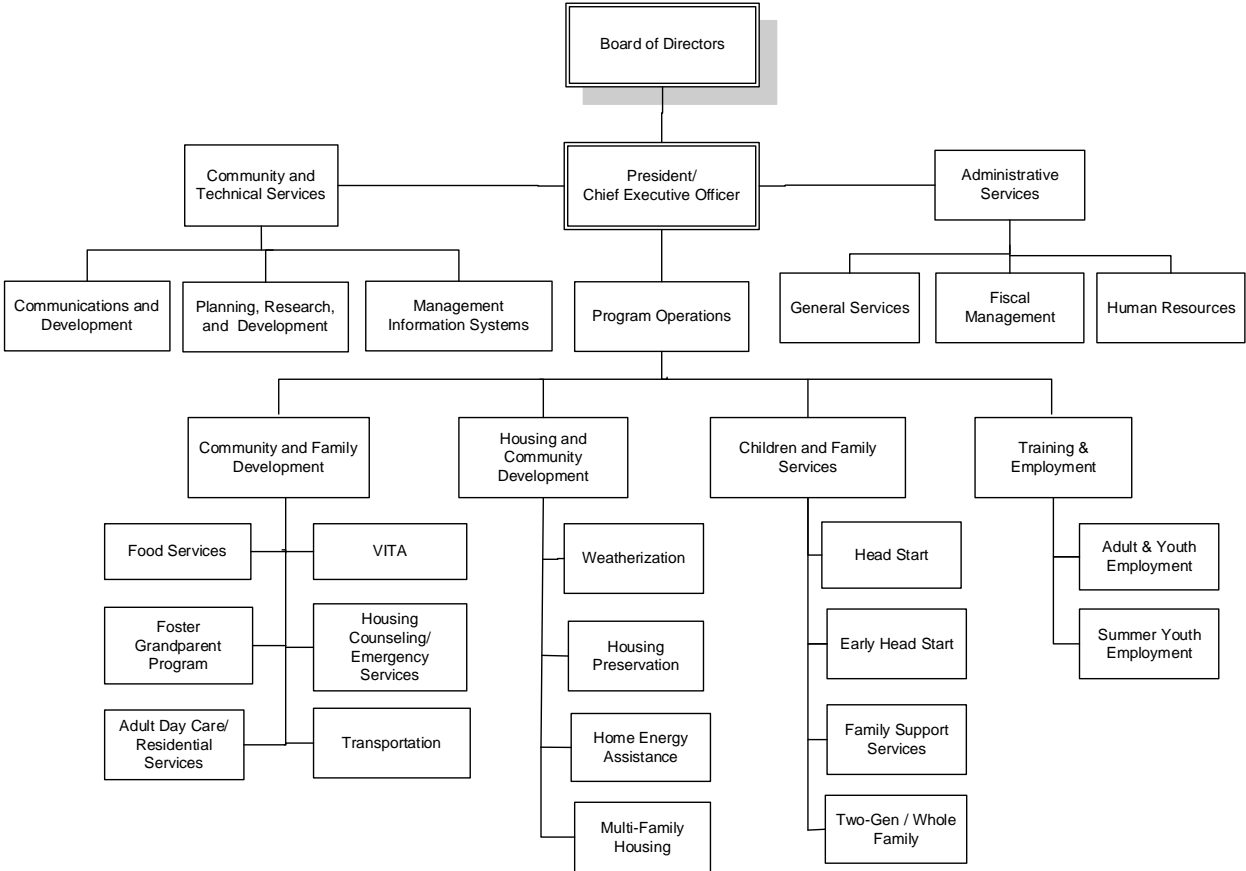 Board of Directors
Community and
Technical Services
President/
Chief Executive Officer
Administrative
Services
Communications and
Development
Planning, Research,
and Development
Management
Information Systems
Program Operations
General Services
Fiscal
Management
Human Resources
Community and Family
Development
Housing and
Community
Development
Children and Family
Services
Training &
Employment
Food Services
VITA
Foster
Grandparent
Program
Housing
Counseling/
Emergency
Services
Adult Day Care/
Residential
Services
Transportation
Weatherization
Housing
Preservation
Home Energy
Assistance
Multi-Family
Housing
Head Start
Early Head Start
Family Support
Services
Two-Gen / Whole
Family
Adult & Youth
Employment
Summer Youth
Employment